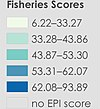 Fisheries Scores
6.22–33.27
33.28–43.86
43.87–53.30
53.31–62.07
62.08–93.89
no EPI score